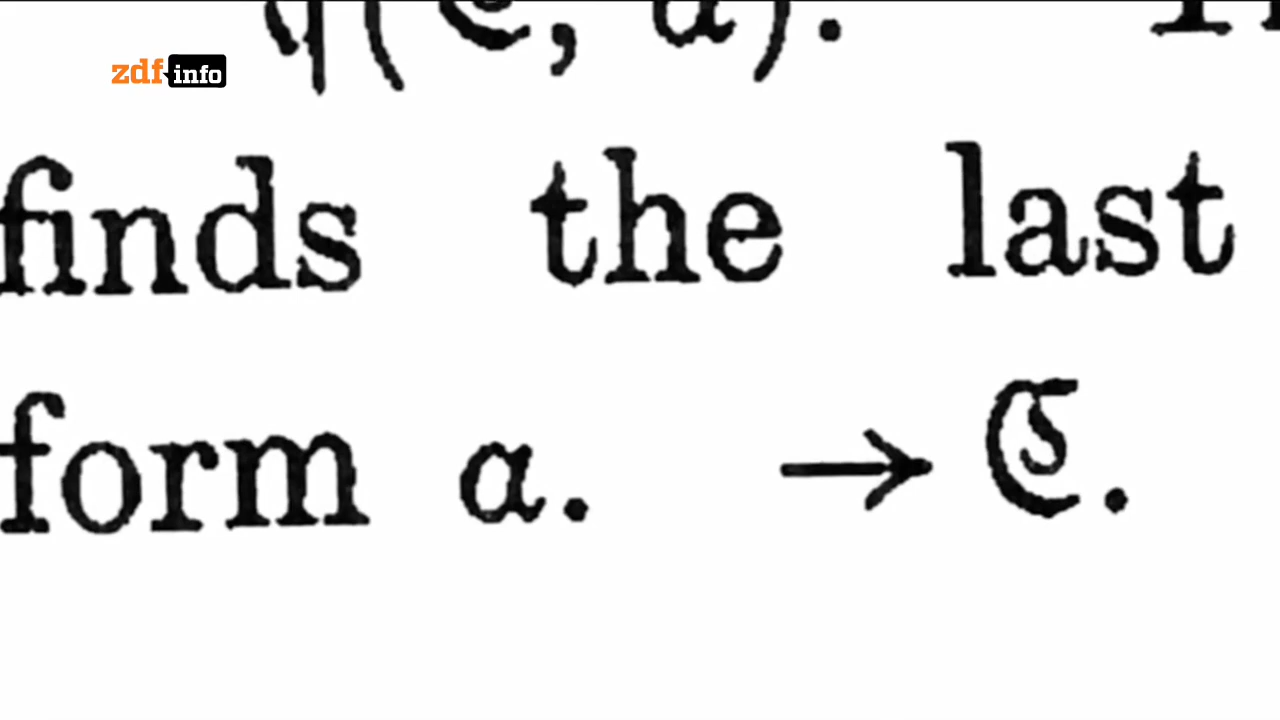 q(ℭ, a).
zdf info
finds the last
form a. → ℭ.